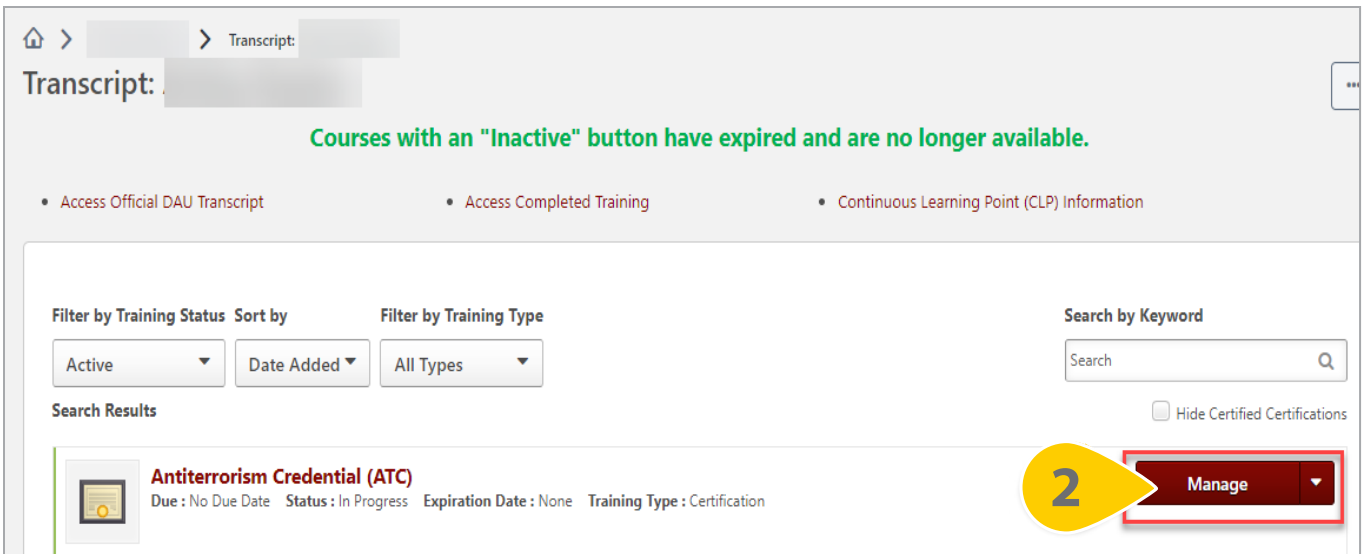 Transcript:
Transcript:
Courses with an "Inactive" button have expired and are no longer available.
• Access Official DAU Transcript • Access Completed Training • Continuous Learning Point (CLP) Information
Filter by Training Status Sort by Filter by Training Type Search by Keyword
Active Date Added All Types Search
Search Results Hide Certified Certifications
Antiterrorism Credential (ATC)
Due : No Due Date Status : In Progress Expiration Date : None Training Type : Certification
2 Manage